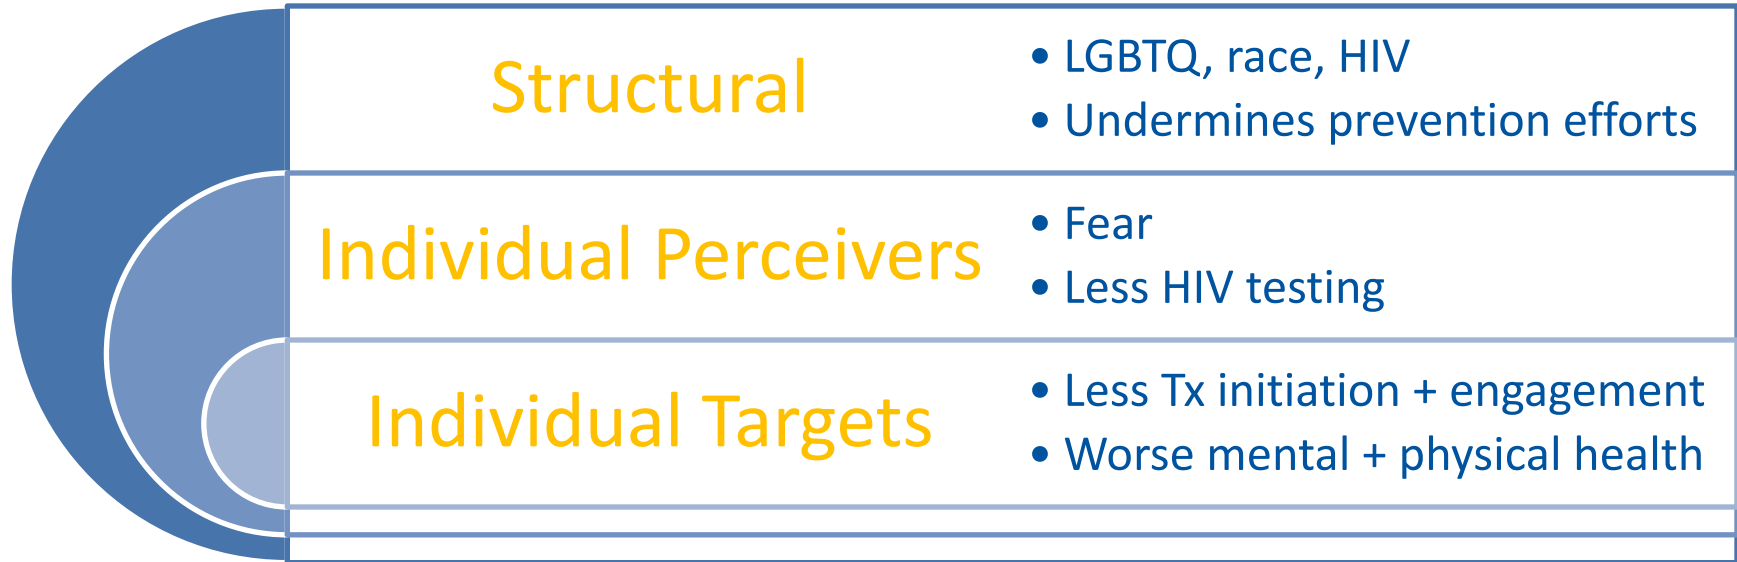 Structural
• LGBTQ, race, HIV
• Undermines prevention efforts
Individual Perceivers
• Fear
• Less HIV testing
Individual Targets
• Less Tx initiation + engagement
• Worse mental + physical health